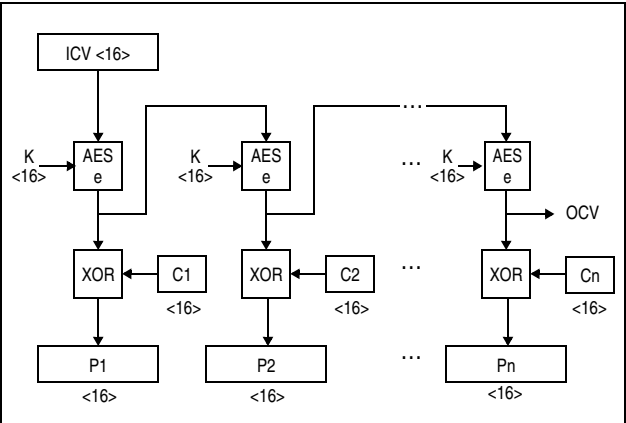 ICV <16>
...
K
<16>
AES
e
K
<16>
AES
e
...
K
<16>
AES
e
OCV
XOR
C1
<16>
XOR
C2
<16>
...
XOR
Cn
<16>
P1
<16>
P2
<16>
...
Pn
<16>